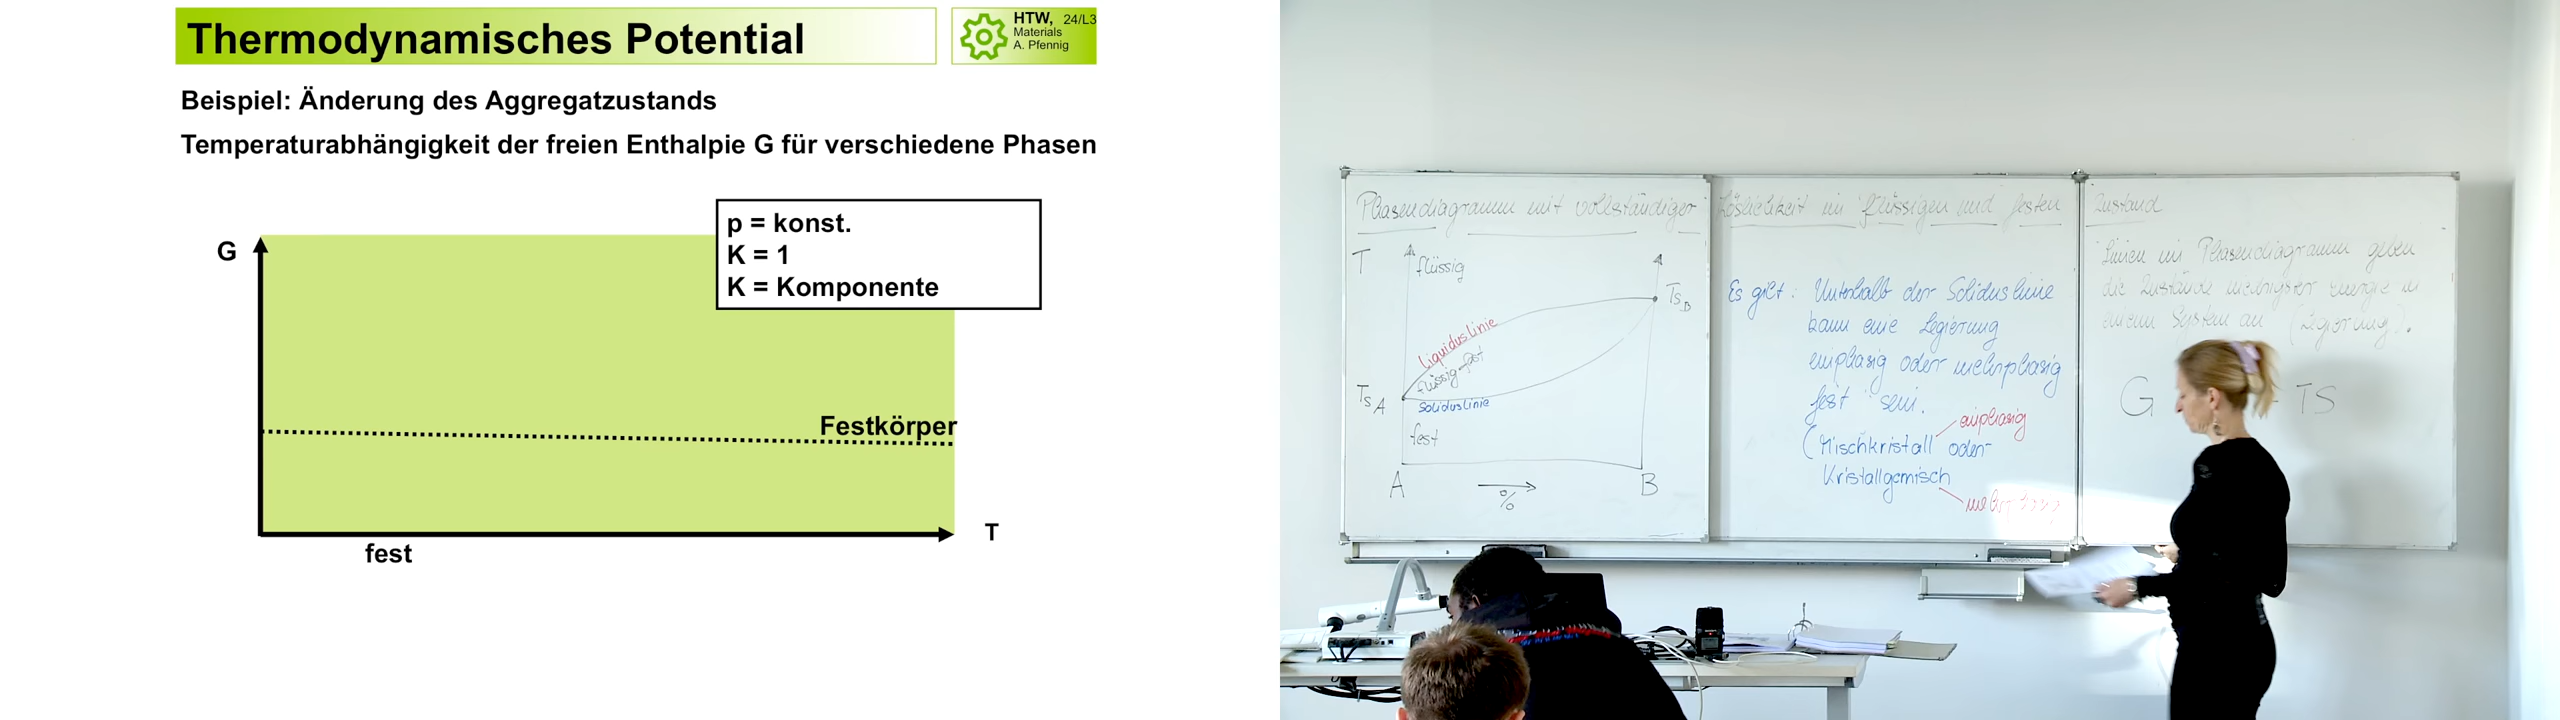 Thermodynamisches Potential
HTW, 24/L3
Materials
A. Pfennig
Beispiel: Änderung des Aggregatzustands
Temperaturabhängigkeit der freien Enthalpie G für verschiedene Phasen
p = konst.
K = 1
K = Komponente
G
Festkörper
T
fest
Phasendiagramm mit vollständiger Löslichkeit im flüssigen und festen Zustand
T
flüssig
TSB
Liquiduslinie
flüssig-fest
TSA
Soliduslinie
fest
A
%
B
Es gilt: Unterhalb der Soliduslinie
kann eine Legierung
einphasig oder mehrphasig
fest sein.
einphasig
(Mischkristall oder
Kristallgemisch
mehrphasig
Linien im Phasendiagramm geben
die Zustände niedrigster Energie in
einem System an (Legierung).
G - TS